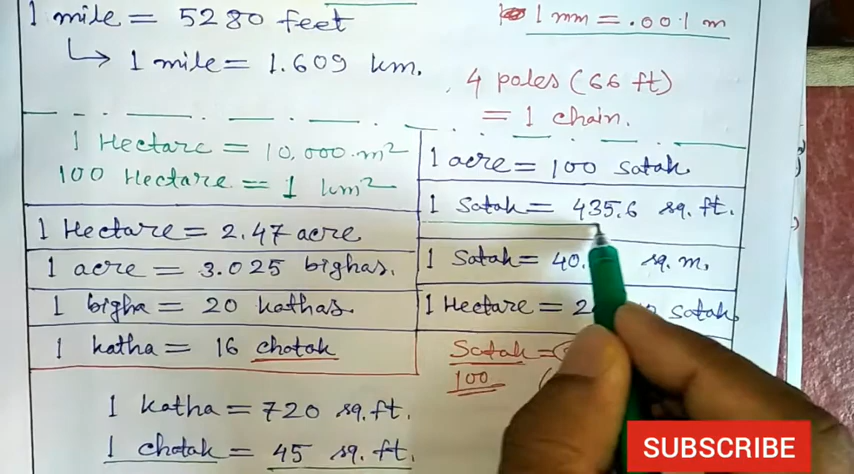 1 mile = 5280 feet
1 mile = 1.609 km.
1 mm = .001 m
4 poles (66 ft)
= 1 chain.
1 Hectare = 10,000 m²
100 Hectare = 1 km²
1 Hectare = 2.47 acre
1 acre = 3.025 bighas.
1 bigha = 20 kathas.
1 katha = 16 chotak
1 katha = 720 sq.ft.
1 chotak = 45 sq.ft.
1 acre = 100 Satak
1 Satak = 435.6 sq.ft.
1 Satak = 40. sq.m.
1 Hectare = 2 Satak
Satak =
100
SUBSCRIBE